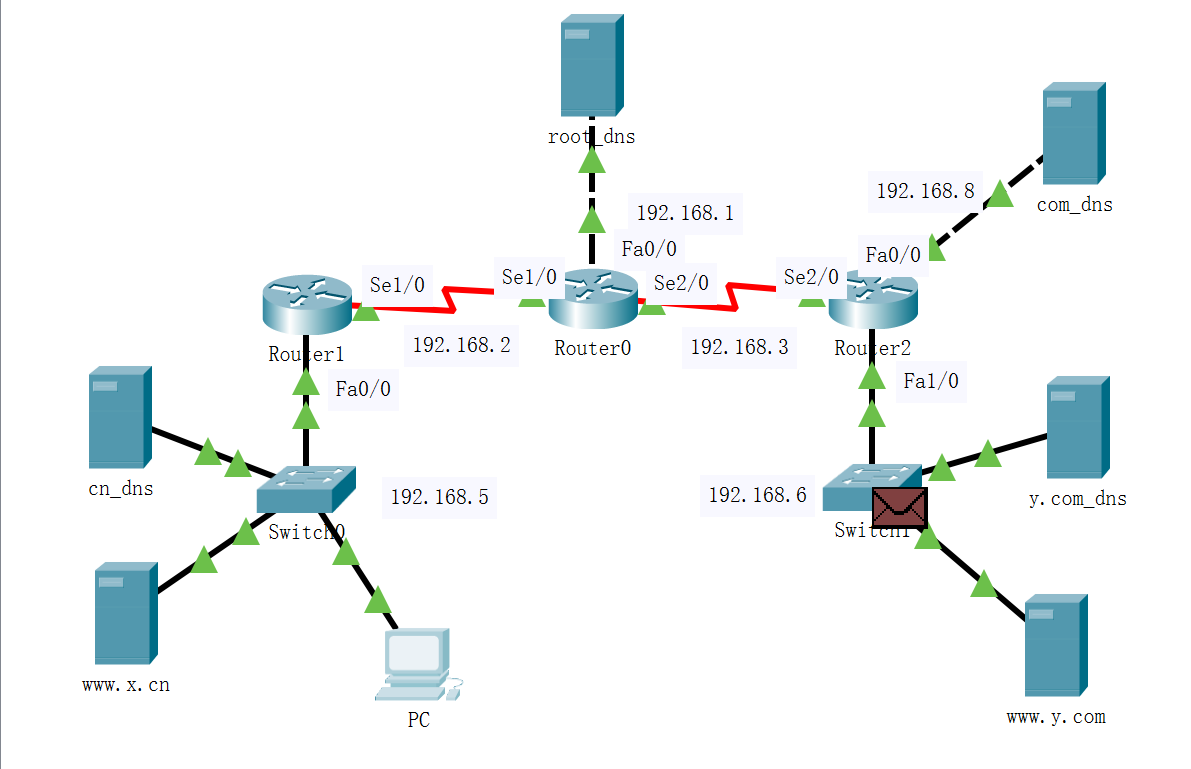 root_dns
192.168.8
com_dns
192.168.1
Fa0/0
Fa0/0
Se1/0
Se1/0
Se2/0
Se2/0
192.168.2
192.168.3
Router1
Router0
Router2
Fa0/0
Fa1/0
cn_dns
192.168.5
192.168.6
y.com_dns
Switch0
Switch1
www.x.cn
PC
www.y.com